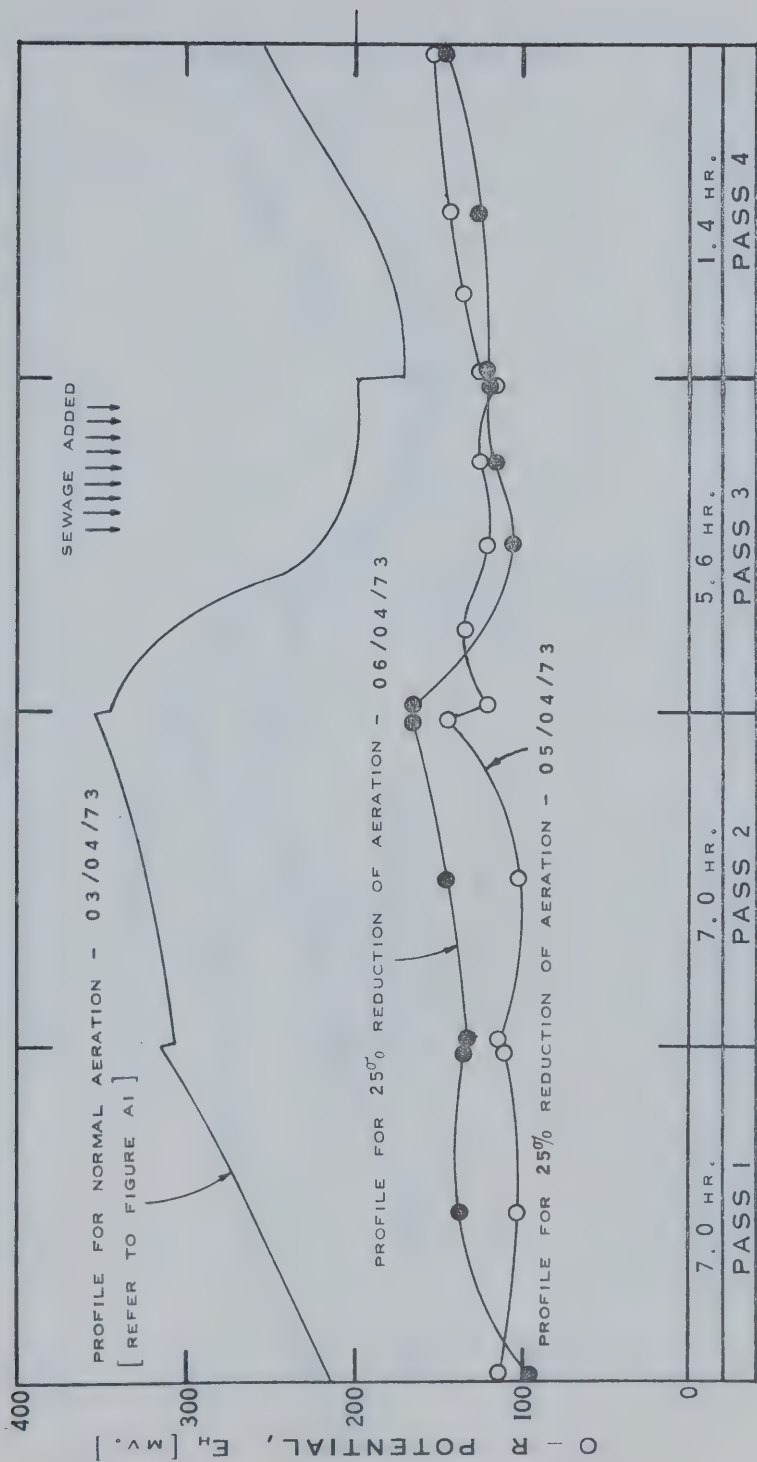 400
300
200
100
0
O – R POTENTIAL, E_H [MV.]
PROFILE FOR NORMAL AERATION – 03/04/73
[REFER TO FIGURE A1]
SEWAGE ADDED
PROFILE FOR 25% REDUCTION OF AERATION – 06/04/73
PROFILE FOR 25% REDUCTION OF AERATION – 05/04/73
7.0 HR.
7.0 HR.
5.6 HR.
1.4 HR.
PASS 1
PASS 2
PASS 3
PASS 4